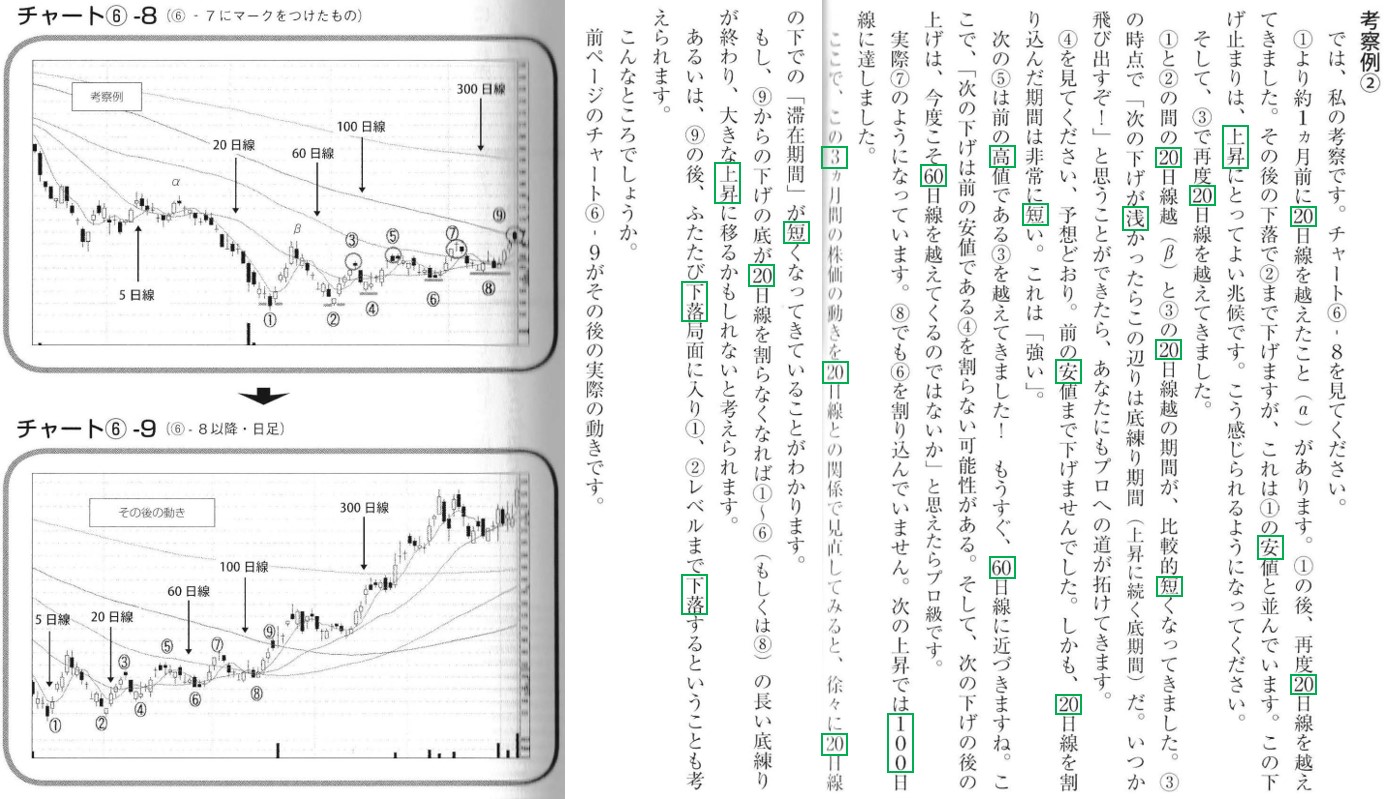 考察例②
では、私の考察です。チャート⑥‐8を見てください。
①より約1ヵ月前に20日線を越えたこと（α）があります。①の後、再度20日線を越え
てきました。その後の下落で②まで下げますが、これは①の安値と並んでいます。この下
げ止まりは、上昇にとってよい兆候です。こう感じられるようになってください。
そして、③で再度20日線を越えてきました。
①と②の間の20日線越（β）と③の20日線越の期間が、比較的短くなってきました。③
の時点で「次の下げが浅かったらこの辺りは底練り期間（上昇に続く底期間）だ。いつか
飛び出すぞ！」と思うことができたら、あなたにもプロへの道が拓けてきます。
④を見てください、予想どおり。前の安値まで下げませんでした。しかも、20日線を割
り込んだ期間は非常に短い。これは「強い」。
次の⑤は前の高値である③を越えてきました！　もうすぐ、60日線に近づきますね。こ
こで、「次の下げは前の安値である④を割らない可能性がある。そして、次の下げの後の
上げは、今度こそ60日線を越えてくるのではないか」と思えたらプロ級です。
実際⑦のようになっています。⑧でも⑥を割り込んでいません。次の上昇では100日
線に達しました。
ここで、この3ヵ月間の株価の動きを20日線との関係で見直してみると、徐々に20日線
の下での「滞在期間」が短くなってきていることがわかります。
もし、⑨からの下げの底が20日線を割らなくなれば①〜⑥（もしくは⑧）の長い底練り
が終わり、大きな上昇に移るかもしれないと考えられます。
あるいは、⑨の後、ふたたび下落局面に入り①、②レベルまで下落するということも考
えられます。
こんなところでしょうか。
前ページのチャート⑥‐9がその後の実際の動きです。
チャート⑥-8（⑥‐7にマークをつけたもの）
考察例
300日線
100日線
20日線
60日線
α
β
5日線
①
②
③
④
⑤
⑥
⑦
⑧
⑨
チャート⑥-9（⑥‐8以降・日足）
その後の動き
300日線
100日線
60日線
5日線
20日線
①
②
③
④
⑤
⑥
⑦
⑧
⑨